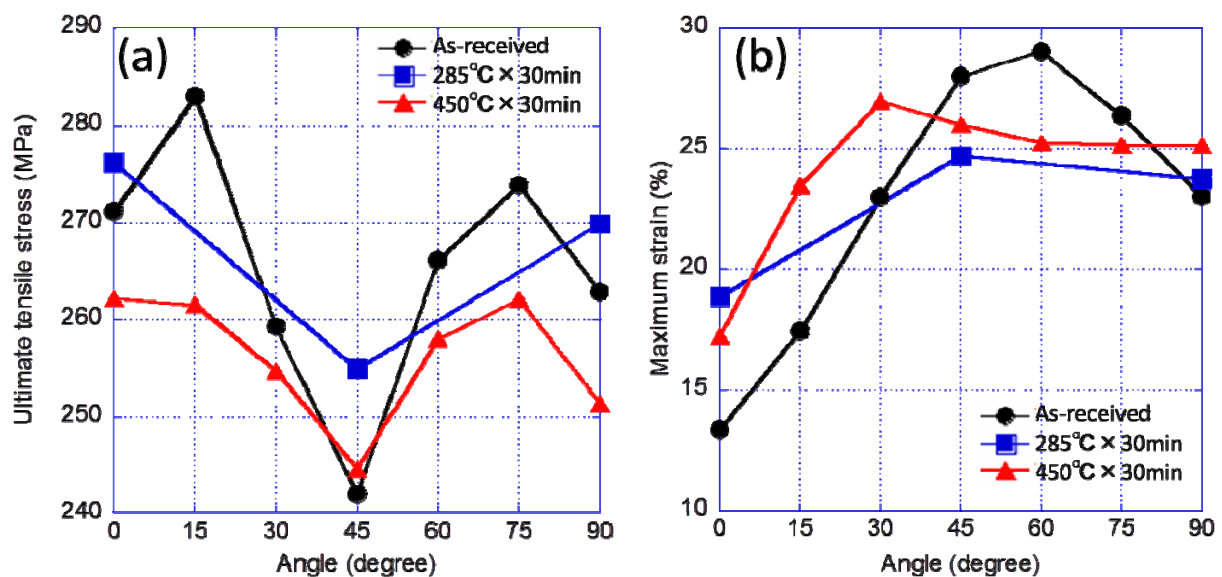 (a)
As-received
285°C×30min
450°C×30min
Ultimate tensile stress (MPa)
290
280
270
260
250
240
0 15 30 45 60 75 90
Angle (degree)
(b)
As-received
285°C×30min
450°C×30min
Maximum strain (%)
30
25
20
15
10
0 15 30 45 60 75 90
Angle (degree)